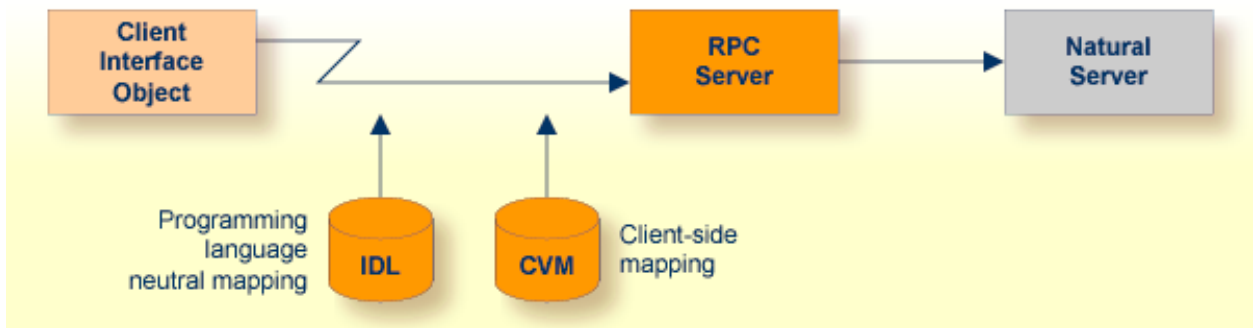 Client
Interface
Object
RPC
Server
Natural
Server
Programming
language
neutral mapping
IDL
CVM
Client-side
mapping